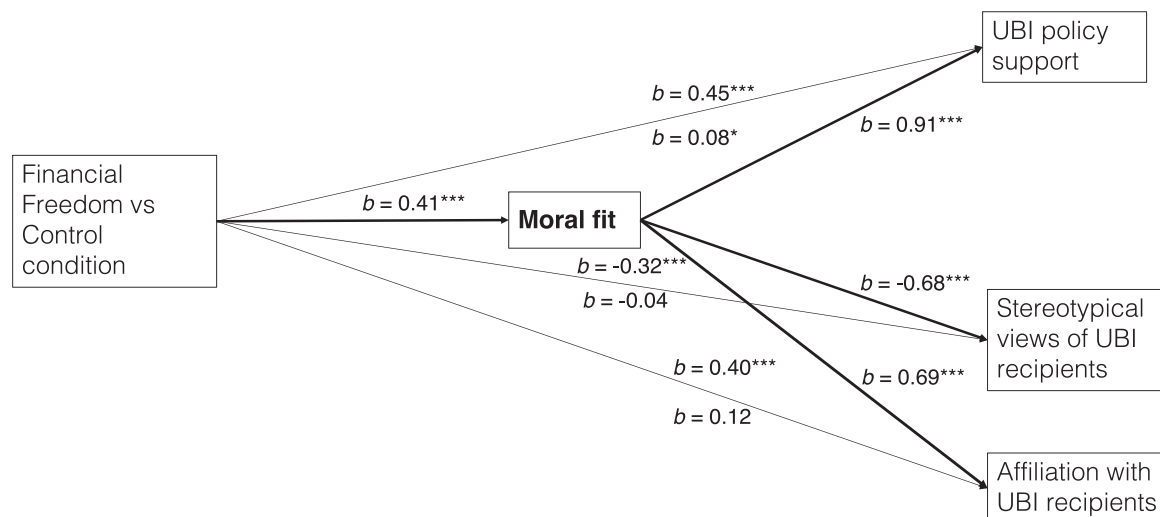 UBI policy
support
b = 0.45***
b = 0.08*
b = 0.91***
Financial
Freedom vs
Control
condition
b = 0.41***
Moral fit
b = -0.32***
b = -0.04
b = -0.68***
Stereotypical
views of UBI
recipients
b = 0.40***
b = 0.69***
b = 0.12
Affiliation with
UBI recipients